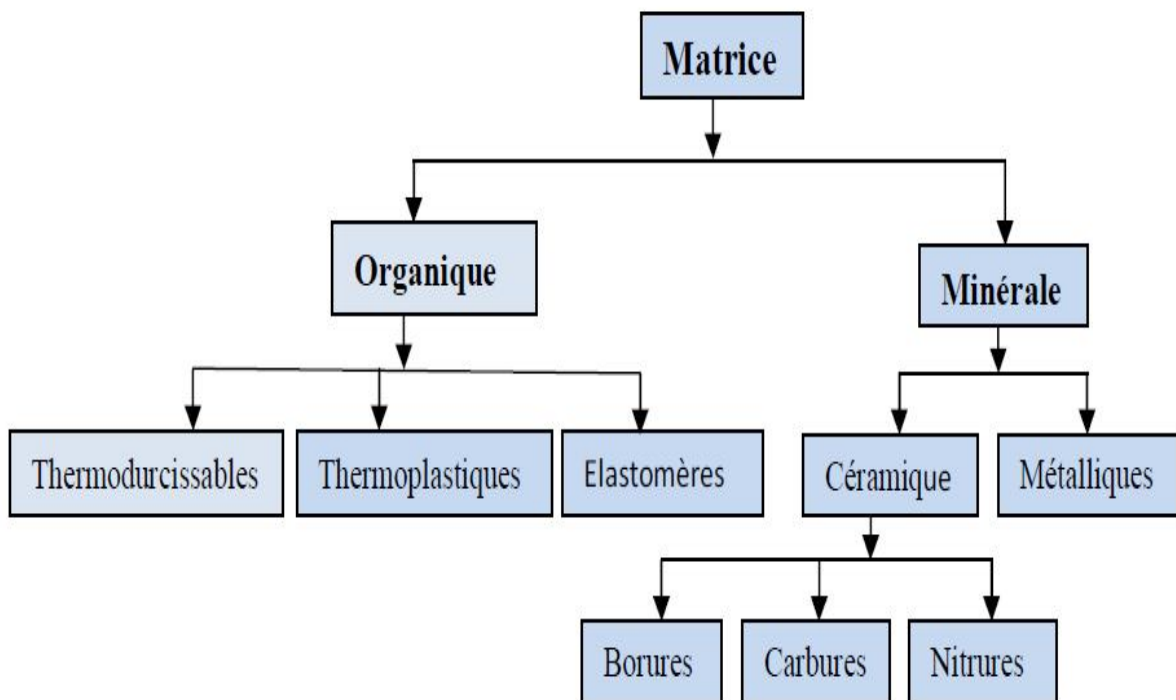 Matrice
Organique
Minérale
Thermodurcissables
Thermoplastiques
Elastomères
Céramique
Métalliques
Borures
Carbures
Nitrures